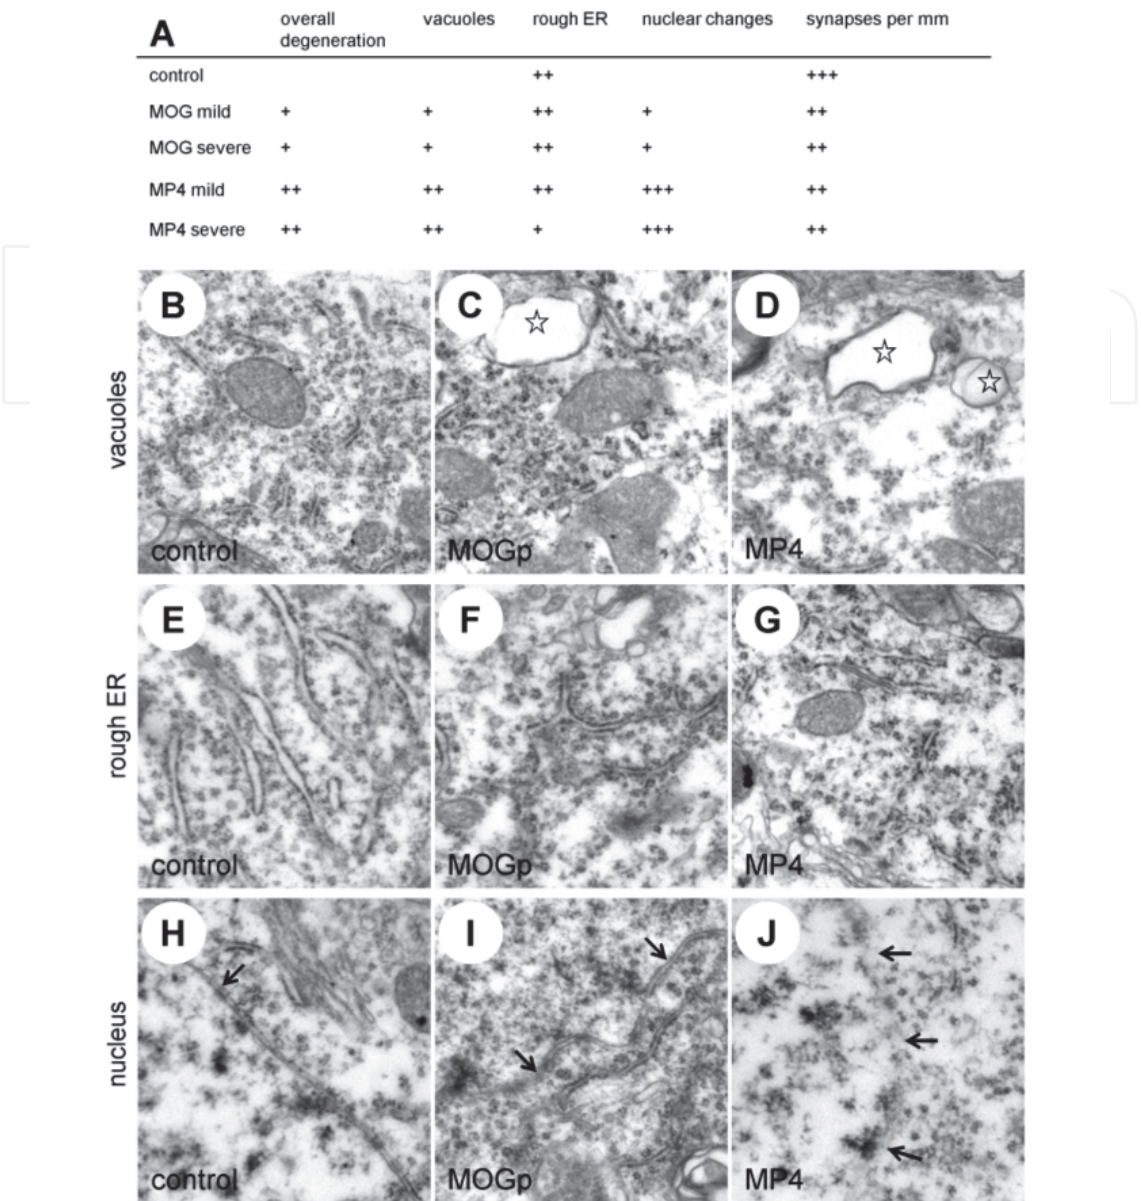 A overall degeneration vacuoles rough ER nuclear changes synapses per mm
control ++ +++
MOG mild + + ++ + ++
MOG severe + + ++ + ++
MP4 mild ++ ++ ++ +++ ++
MP4 severe ++ ++ + +++ ++
vacuoles
B control
C MOGp
D MP4
rough ER
E control
F MOGp
G MP4
nucleus
H control
I MOGp
J MP4